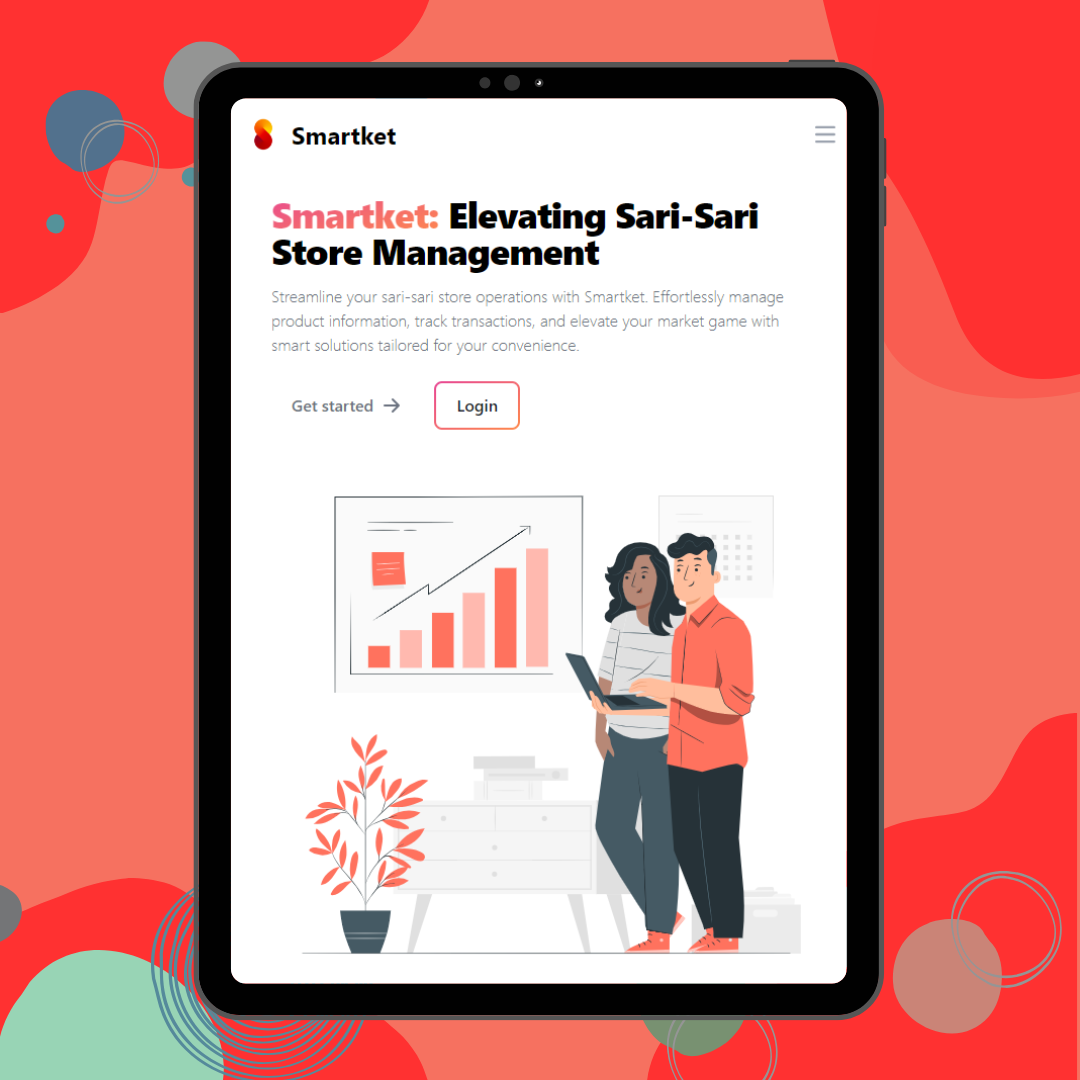 Smartket
Smartket: Elevating Sari-Sari
Store Management
Streamline your sari-sari store operations with Smartket. Effortlessly manage
product information, track transactions, and elevate your market game with
smart solutions tailored for your convenience.
Get started
Login